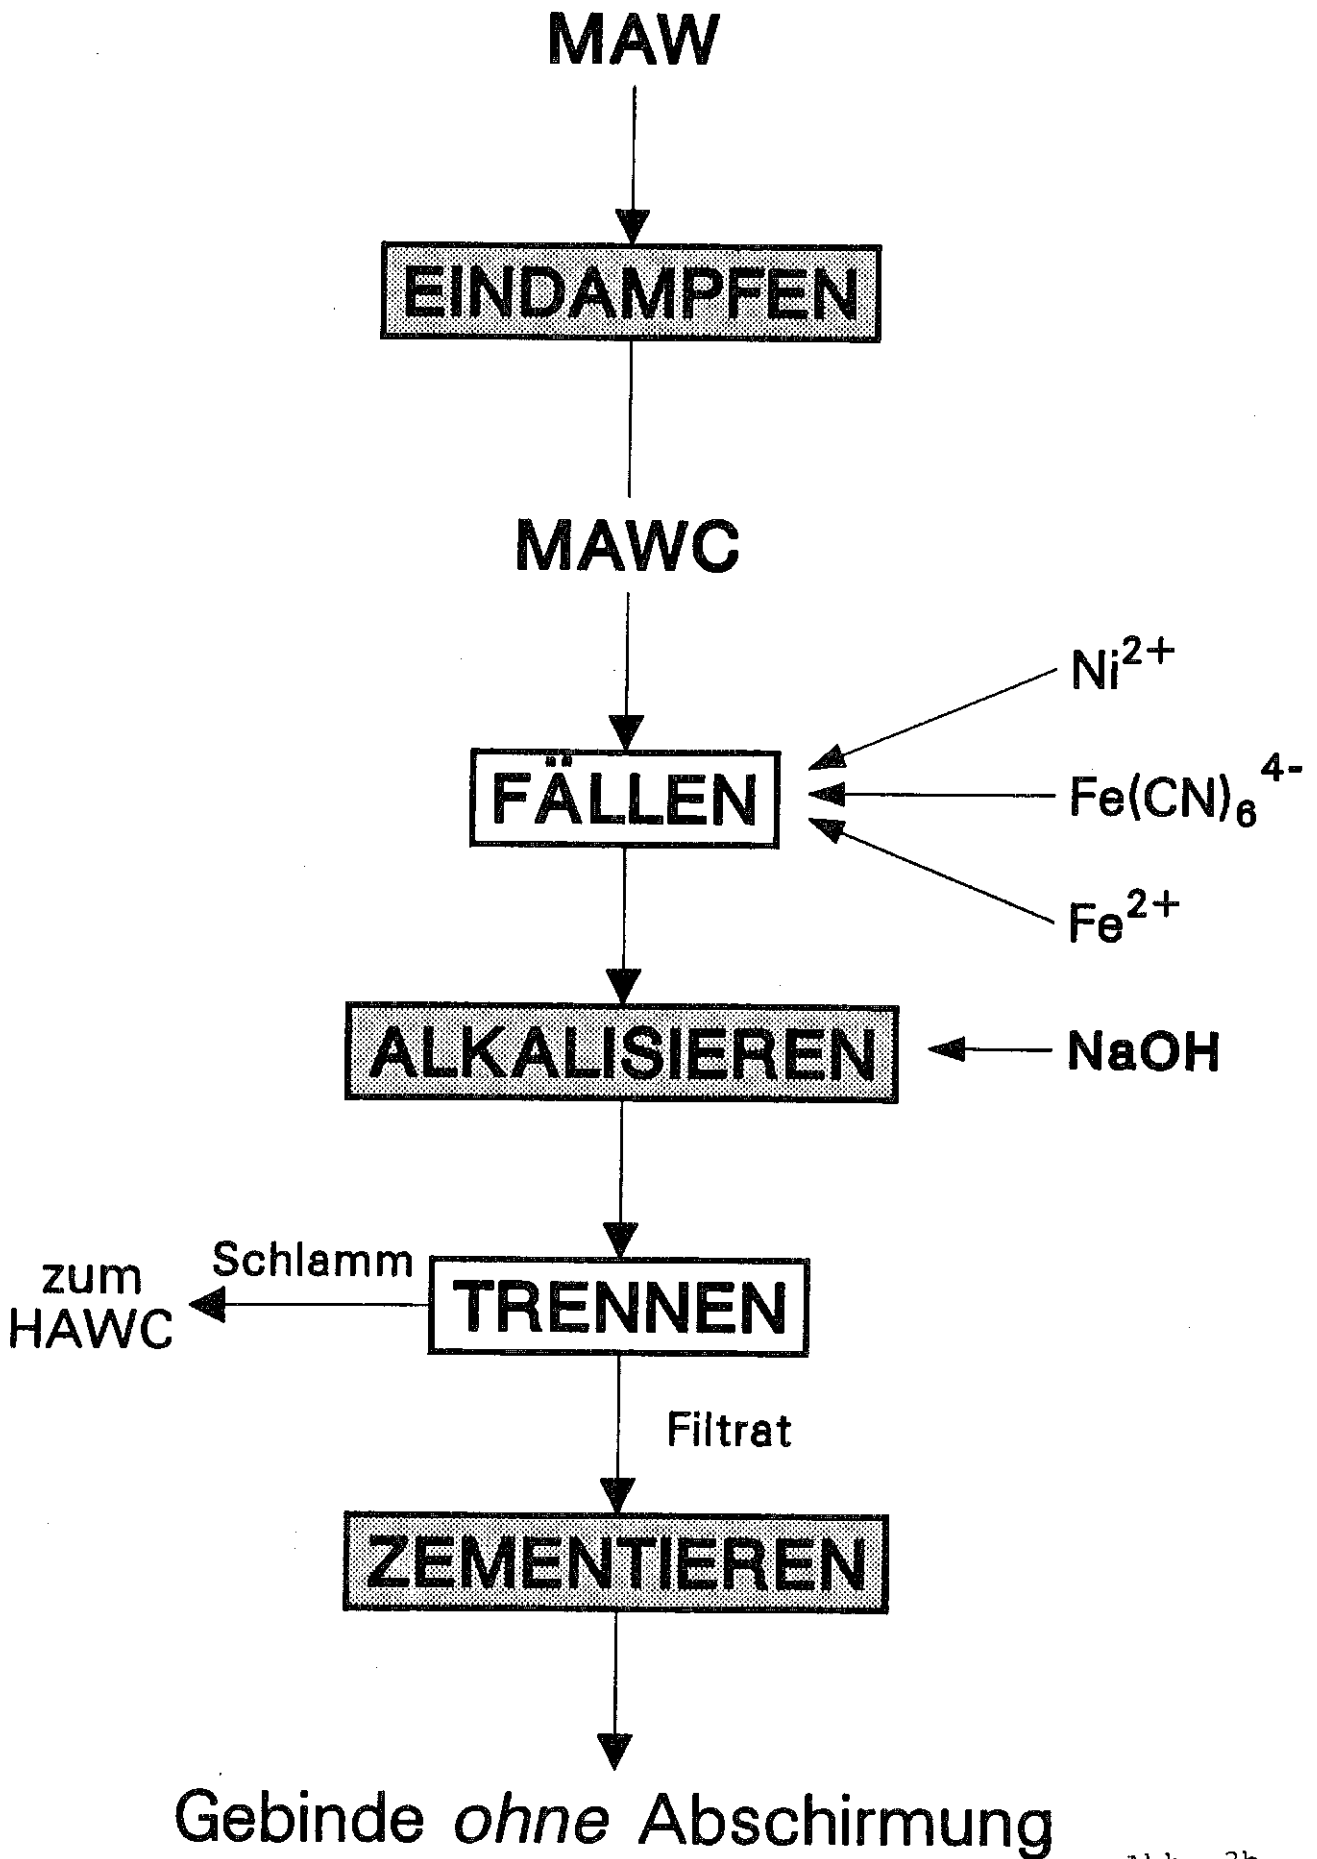 MAW
EINDAMPFEN
MAWC
Ni²⁺
FÄLLEN
Fe(CN)₆⁴⁻
Fe²⁺
ALKALISIEREN
NaOH
Schlamm
zum
HAWC
TRENNEN
Filtrat
ZEMENTIEREN
Gebinde ohne Abschirmung